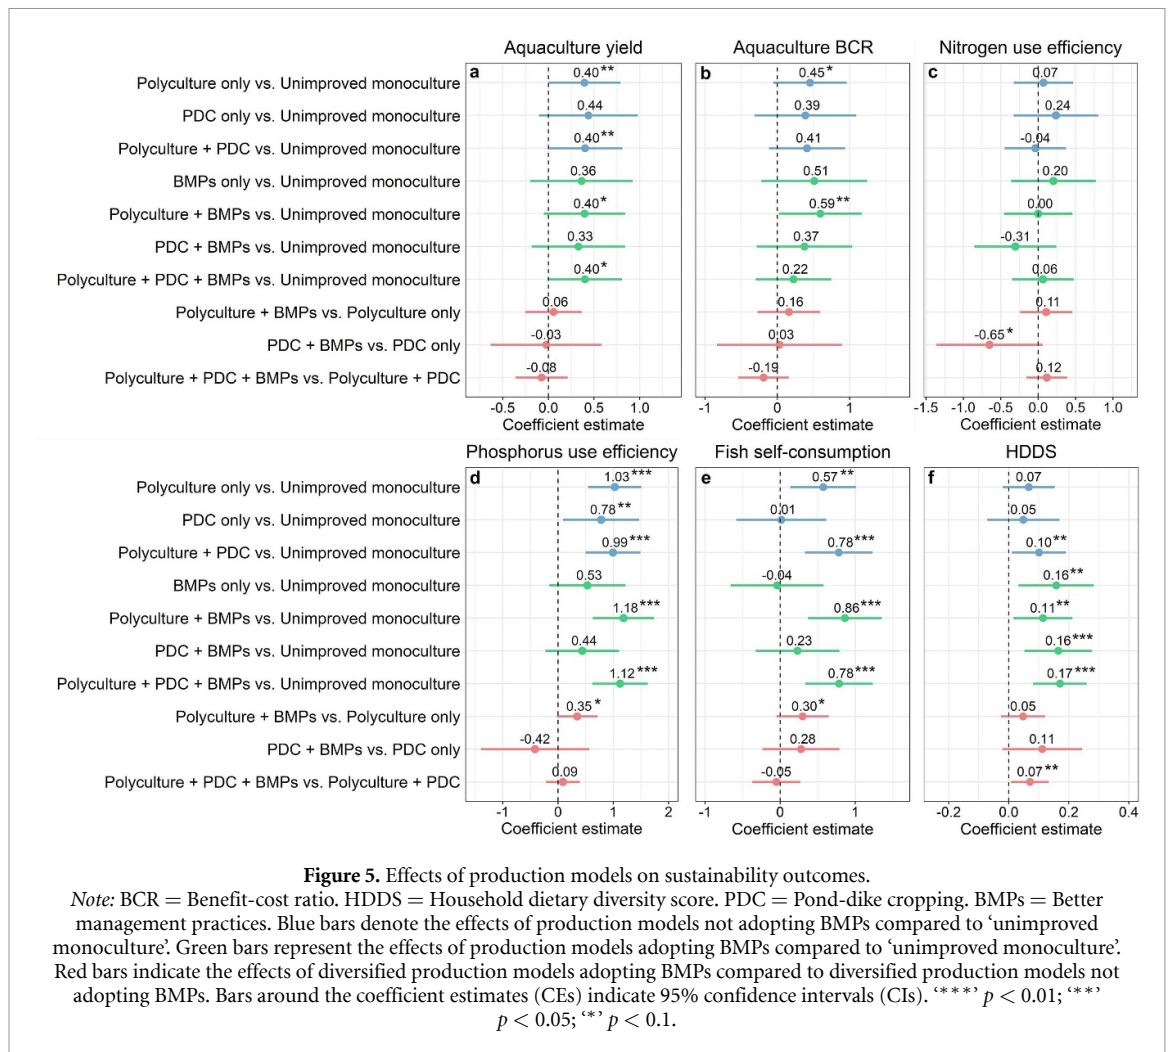 Aquaculture yield Aquaculture BCR Nitrogen use efficiency
a b c
Polyculture only vs. Unimproved monoculture 0.40** 0.45* 0.07
PDC only vs. Unimproved monoculture 0.44 0.39 0.24
Polyculture + PDC vs. Unimproved monoculture 0.40** 0.41 -0.04
BMPs only vs. Unimproved monoculture 0.36 0.51 0.20
Polyculture + BMPs vs. Unimproved monoculture 0.40* 0.59** 0.00
PDC + BMPs vs. Unimproved monoculture 0.33 0.37 -0.31
Polyculture + PDC + BMPs vs. Unimproved monoculture 0.40* 0.22 0.06
Polyculture + BMPs vs. Polyculture only 0.06 0.16 0.11
PDC + BMPs vs. PDC only -0.03 0.03 -0.65*
Polyculture + PDC + BMPs vs. Polyculture + PDC -0.08 -0.19 0.12
-0.5 0.0 0.5 1.0 -1 0 1 -1.5 -1.0 -0.5 0.0 0.5 1.0
Coefficient estimate Coefficient estimate Coefficient estimate
Phosphorus use efficiency Fish self-consumption HDDS
d e f
Polyculture only vs. Unimproved monoculture 1.03*** 0.57** 0.07
PDC only vs. Unimproved monoculture 0.78** 0.01 0.05
Polyculture + PDC vs. Unimproved monoculture 0.99*** 0.78*** 0.10**
BMPs only vs. Unimproved monoculture 0.53 -0.04 0.16**
Polyculture + BMPs vs. Unimproved monoculture 1.18*** 0.86*** 0.11**
PDC + BMPs vs. Unimproved monoculture 0.44 0.23 0.16***
Polyculture + PDC + BMPs vs. Unimproved monoculture 1.12*** 0.78*** 0.17***
Polyculture + BMPs vs. Polyculture only 0.35* 0.30* 0.05
PDC + BMPs vs. PDC only -0.42 0.28 0.11
Polyculture + PDC + BMPs vs. Polyculture + PDC 0.09 -0.05 0.07**
-1 0 1 2 -1 0 1 -0.2 0.0 0.2 0.4
Coefficient estimate Coefficient estimate Coefficient estimate
Figure 5. Effects of production models on sustainability outcomes.
Note: BCR = Benefit-cost ratio. HDDS = Household dietary diversity score. PDC = Pond-dike cropping. BMPs = Better
management practices. Blue bars denote the effects of production models not adopting BMPs compared to ‘unimproved
monoculture’. Green bars represent the effects of production models adopting BMPs compared to ‘unimproved monoculture’.
Red bars indicate the effects of diversified production models adopting BMPs compared to diversified production models not
adopting BMPs. Bars around the coefficient estimates (CEs) indicate 95% confidence intervals (CIs). ‘***’ p < 0.01; ‘**’
p < 0.05; ‘*’ p < 0.1.